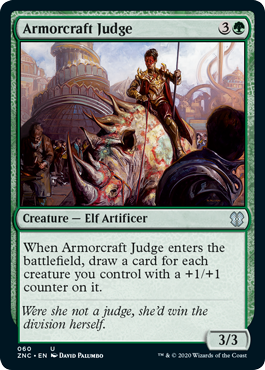 Armorcraft Judge 3
Creature — Elf Artificer
When Armorcraft Judge enters the
battlefield, draw a card for each
creature you control with a +1/+1
counter on it.
Were she not a judge, she'd win the
division herself.
3/3
060 U
ZNC • EN DAVID PALUMBO ™ & © 2020 Wizards of the Coast